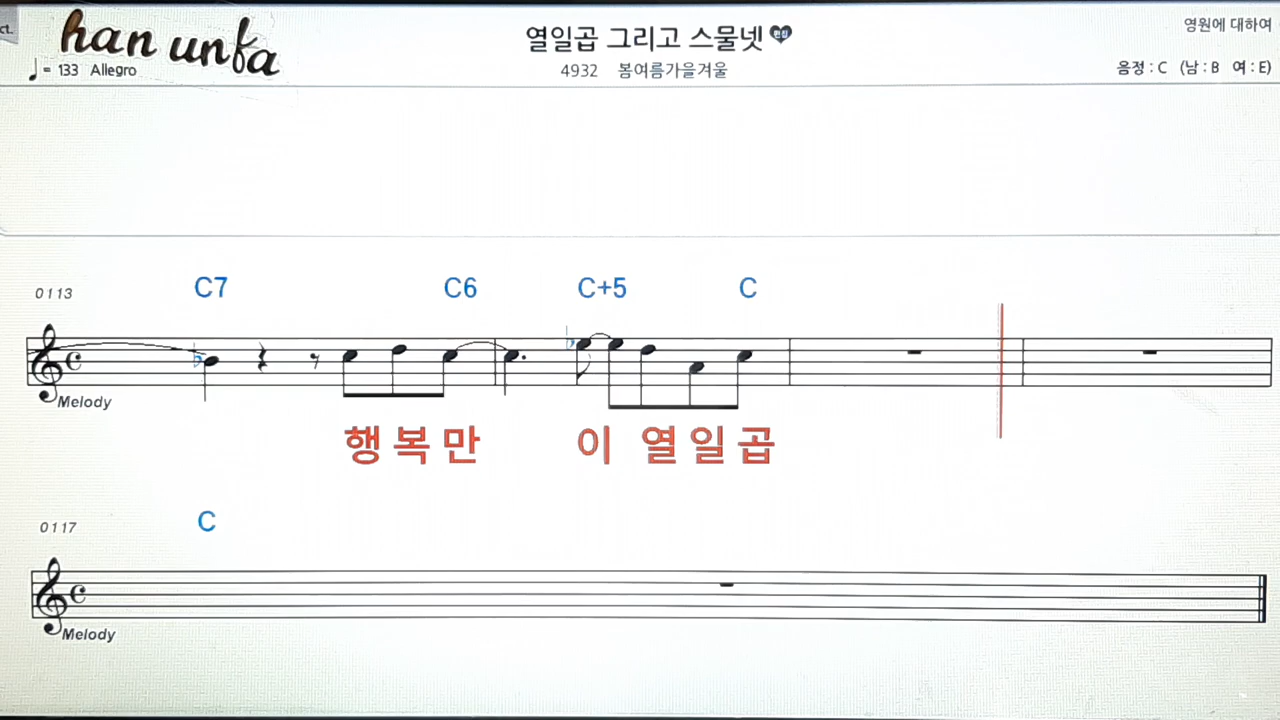 ct.
han unfa
♩= 133 Allegro
열일곱 그리고 스물넷
편집
4932 봄여름가을겨울
영원에 대하여
음정 : C (남 : B 여 : E)
0113
C7 C6 C+5 C
Melody
행 복 만 이 열 일 곱
0117
C
Melody